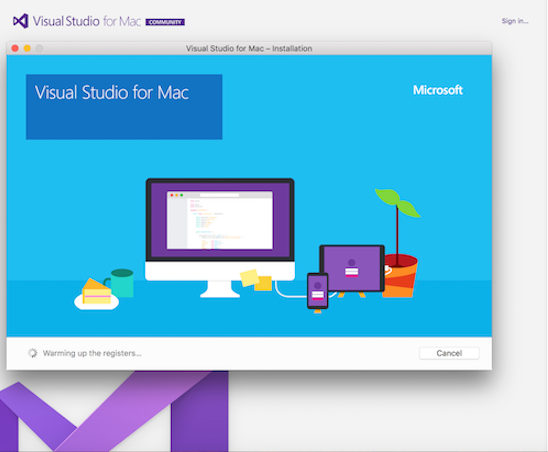 Visual Studio for Mac COMMUNITY
Sign in...
Visual Studio for Mac – Installation
Visual Studio for Mac
Microsoft
Warming up the registers...
Cancel